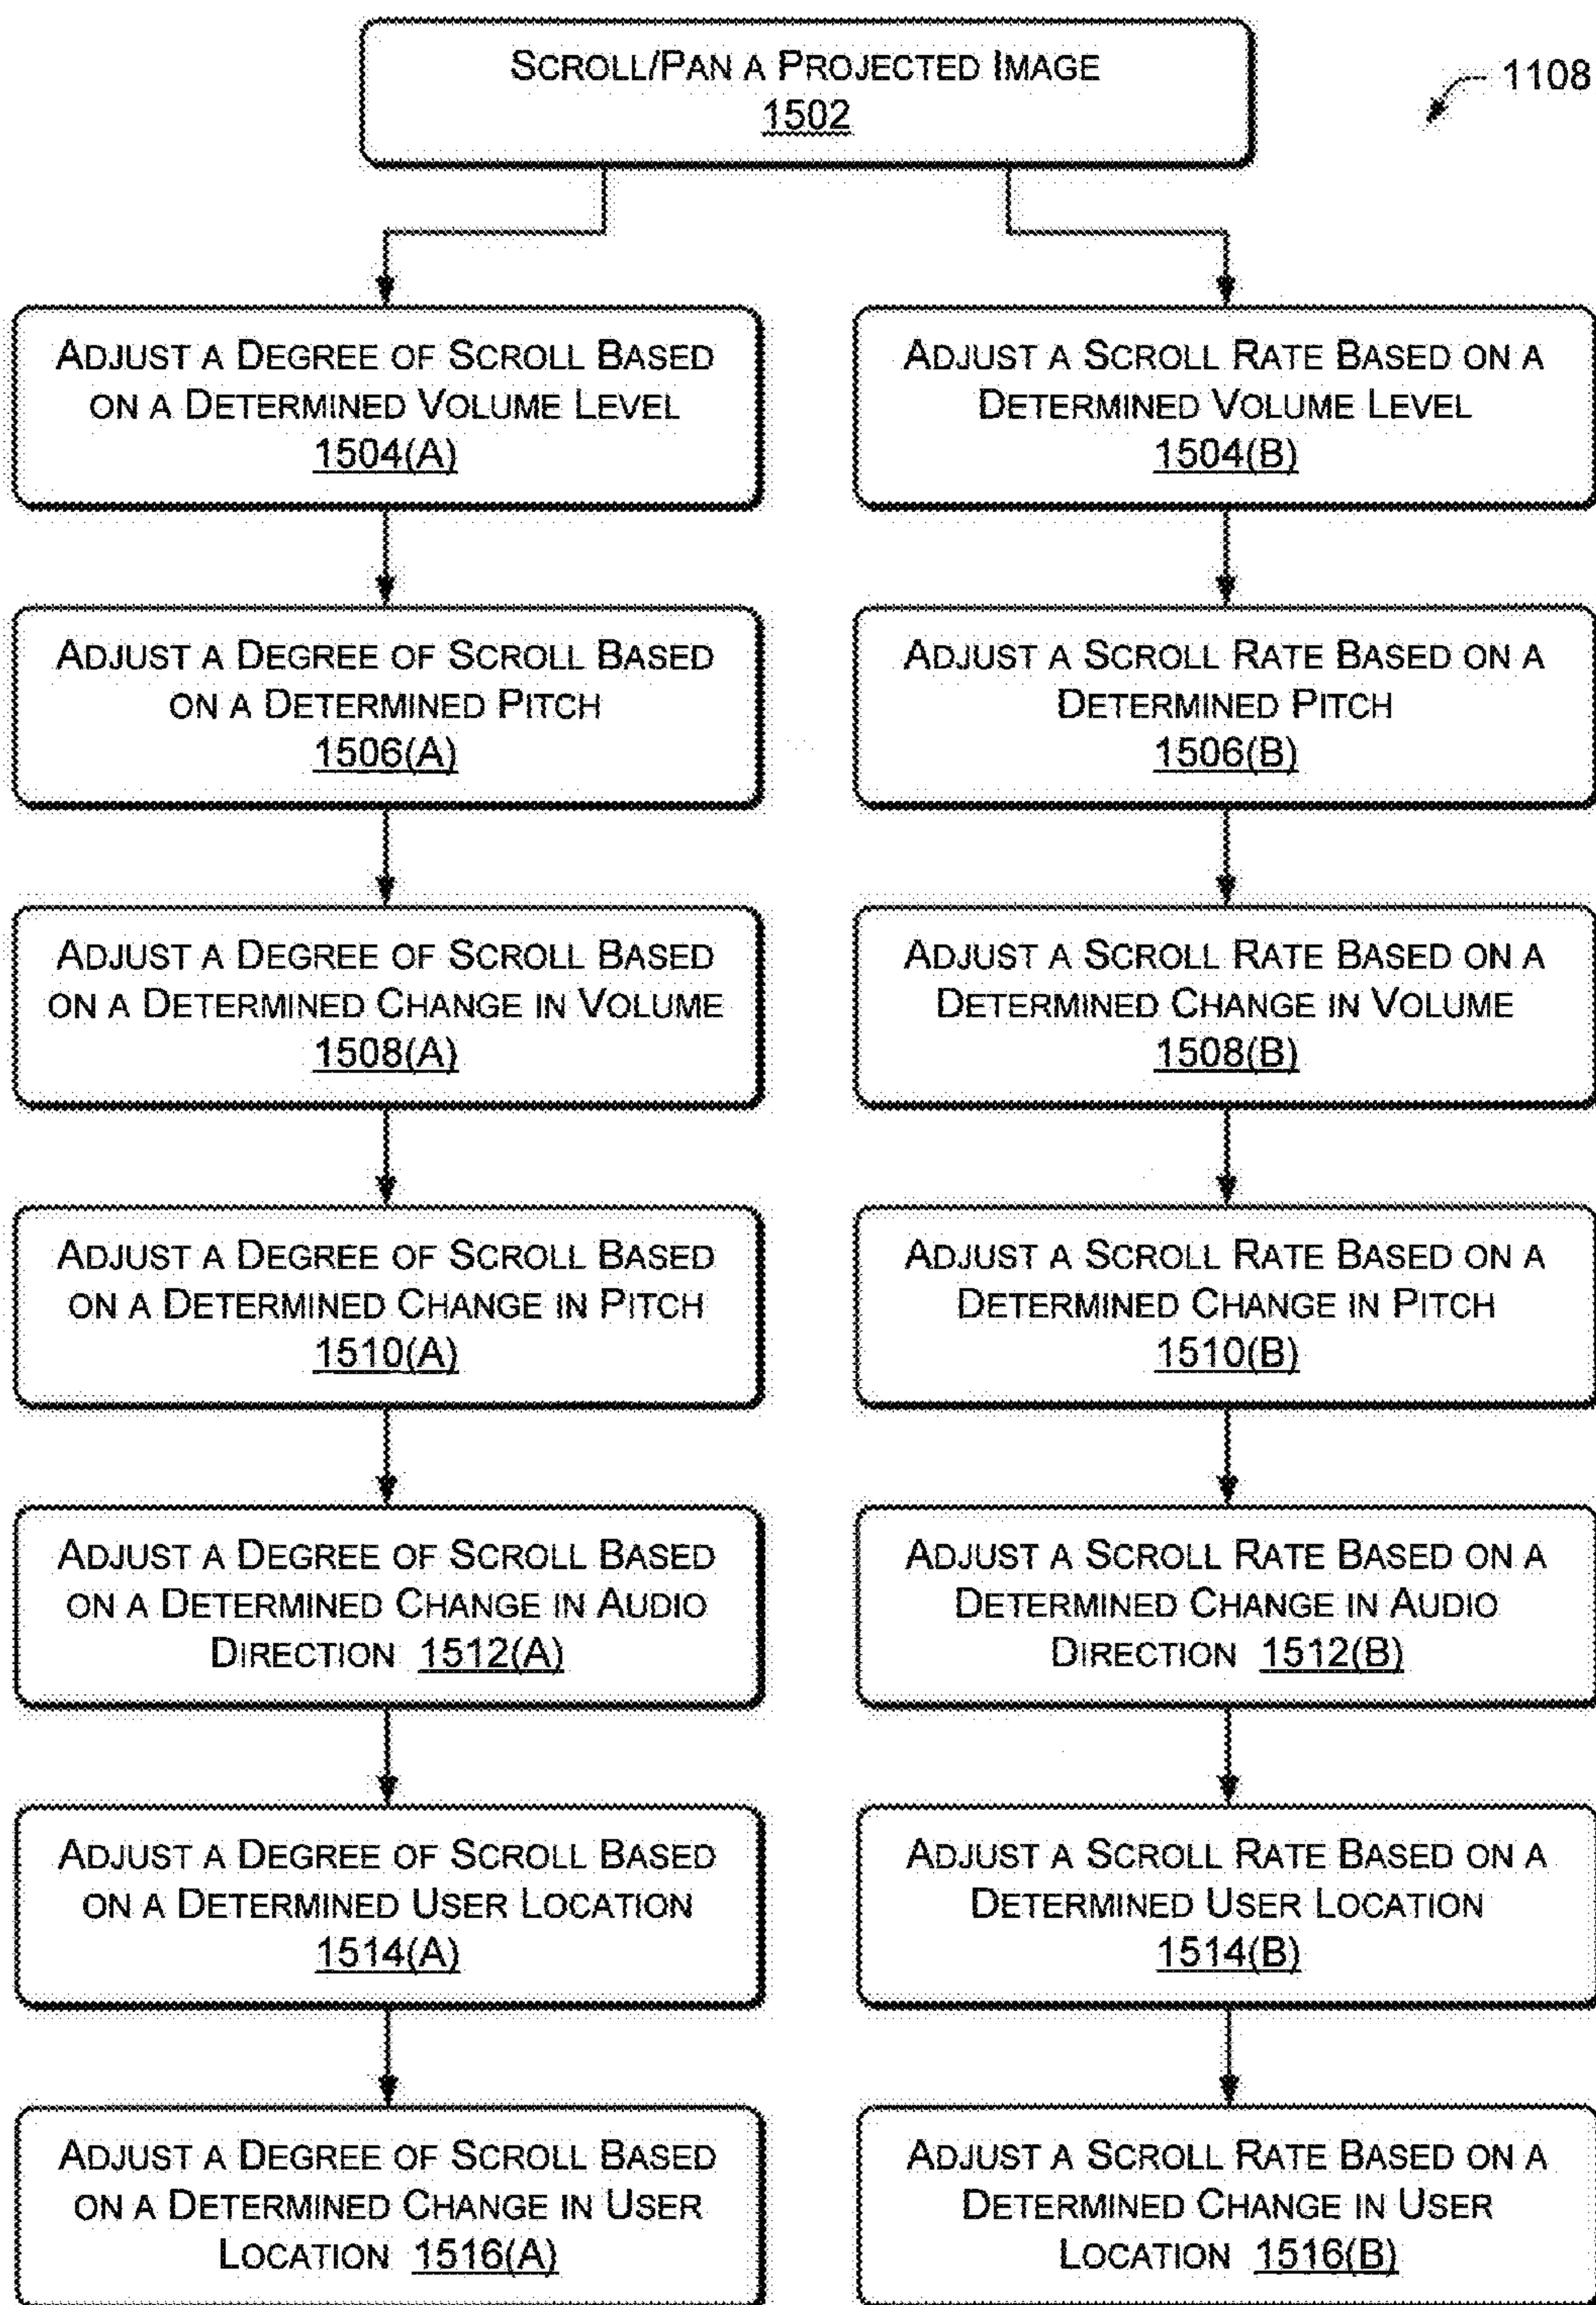 SCROLL/PAN A PROJECTED IMAGE
1502
1108
ADJUST A DEGREE OF SCROLL BASED
ON A DETERMINED VOLUME LEVEL
1504(A)
ADJUST A SCROLL RATE BASED ON A
DETERMINED VOLUME LEVEL
1504(B)
ADJUST A DEGREE OF SCROLL BASED
ON A DETERMINED PITCH
1506(A)
ADJUST A SCROLL RATE BASED ON A
DETERMINED PITCH
1506(B)
ADJUST A DEGREE OF SCROLL BASED
ON A DETERMINED CHANGE IN VOLUME
1508(A)
ADJUST A SCROLL RATE BASED ON A
DETERMINED CHANGE IN VOLUME
1508(B)
ADJUST A DEGREE OF SCROLL BASED
ON A DETERMINED CHANGE IN PITCH
1510(A)
ADJUST A SCROLL RATE BASED ON A
DETERMINED CHANGE IN PITCH
1510(B)
ADJUST A DEGREE OF SCROLL BASED
ON A DETERMINED CHANGE IN AUDIO
DIRECTION 1512(A)
ADJUST A SCROLL RATE BASED ON A
DETERMINED CHANGE IN AUDIO
DIRECTION 1512(B)
ADJUST A DEGREE OF SCROLL BASED
ON A DETERMINED USER LOCATION
1514(A)
ADJUST A SCROLL RATE BASED ON A
DETERMINED USER LOCATION
1514(B)
ADJUST A DEGREE OF SCROLL BASED
ON A DETERMINED CHANGE IN USER
LOCATION 1516(A)
ADJUST A SCROLL RATE BASED ON A
DETERMINED CHANGE IN USER
LOCATION 1516(B)